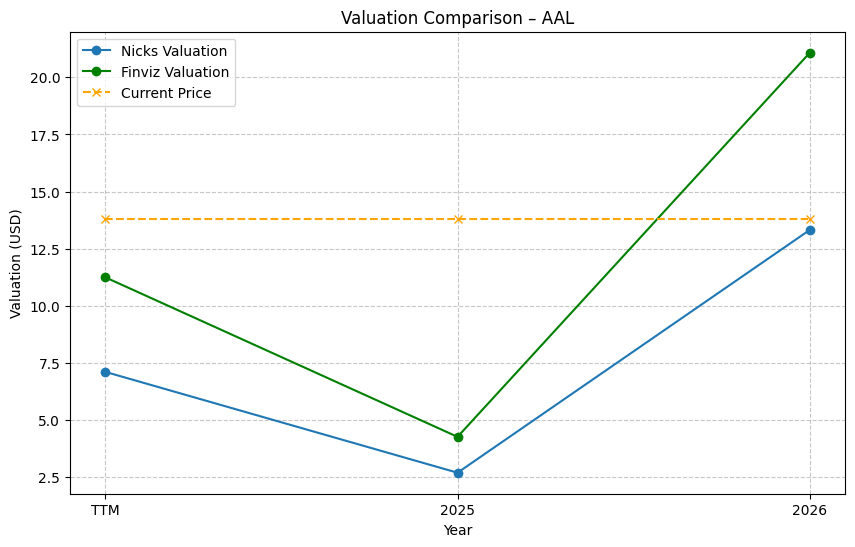 Valuation Comparison – AAL
Nicks Valuation
Finviz Valuation
Current Price
Valuation (USD)
20.0
17.5
15.0
12.5
10.0
7.5
5.0
2.5
TTM
2025
2026
Year